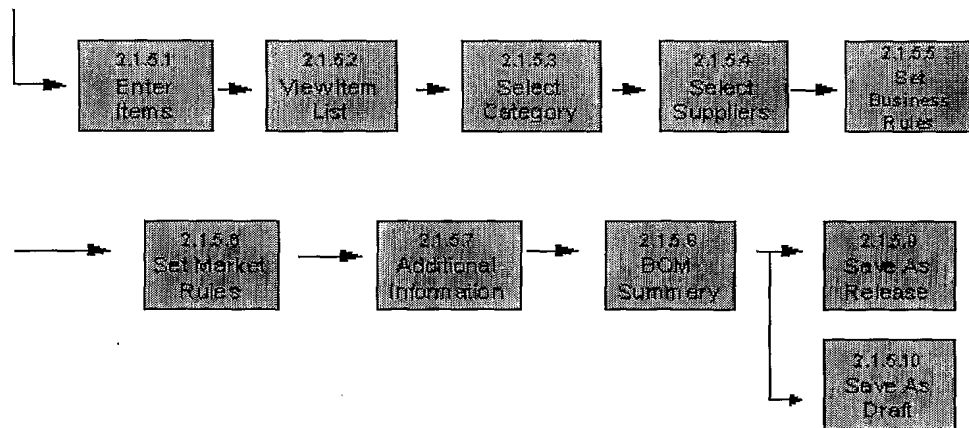 2.1.5.1
Enter
Items
2.1.5.2
View Item
List
2.1.5.3
Select
Category
2.1.5.4
Select
Suppliers
2.1.5.5
Set
Business
Rules
2.1.5.6
Set Market
Rules
2.1.5.7
Additional
Information
2.1.5.8
BOM
Summary
2.1.5.9
Save As
Release
2.1.5.10
Save As
Draft